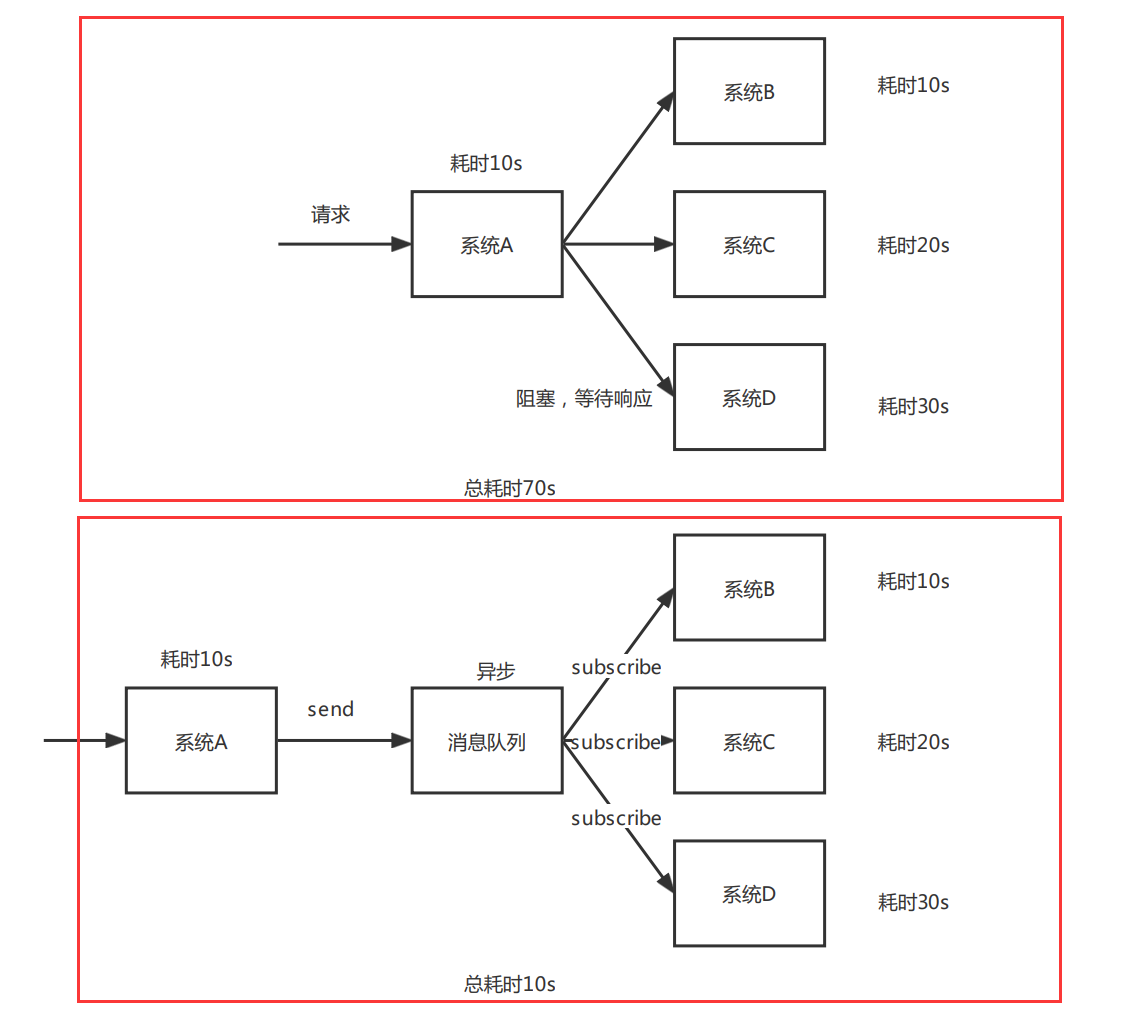 系统B
耗时10s
耗时10s
请求
系统A
系统C
耗时20s
阻塞，等待响应
系统D
耗时30s
总耗时70s
系统B
耗时10s
耗时10s
异步
subscribe
send
系统A
消息队列
subscribe
系统C
耗时20s
subscribe
系统D
耗时30s
总耗时10s